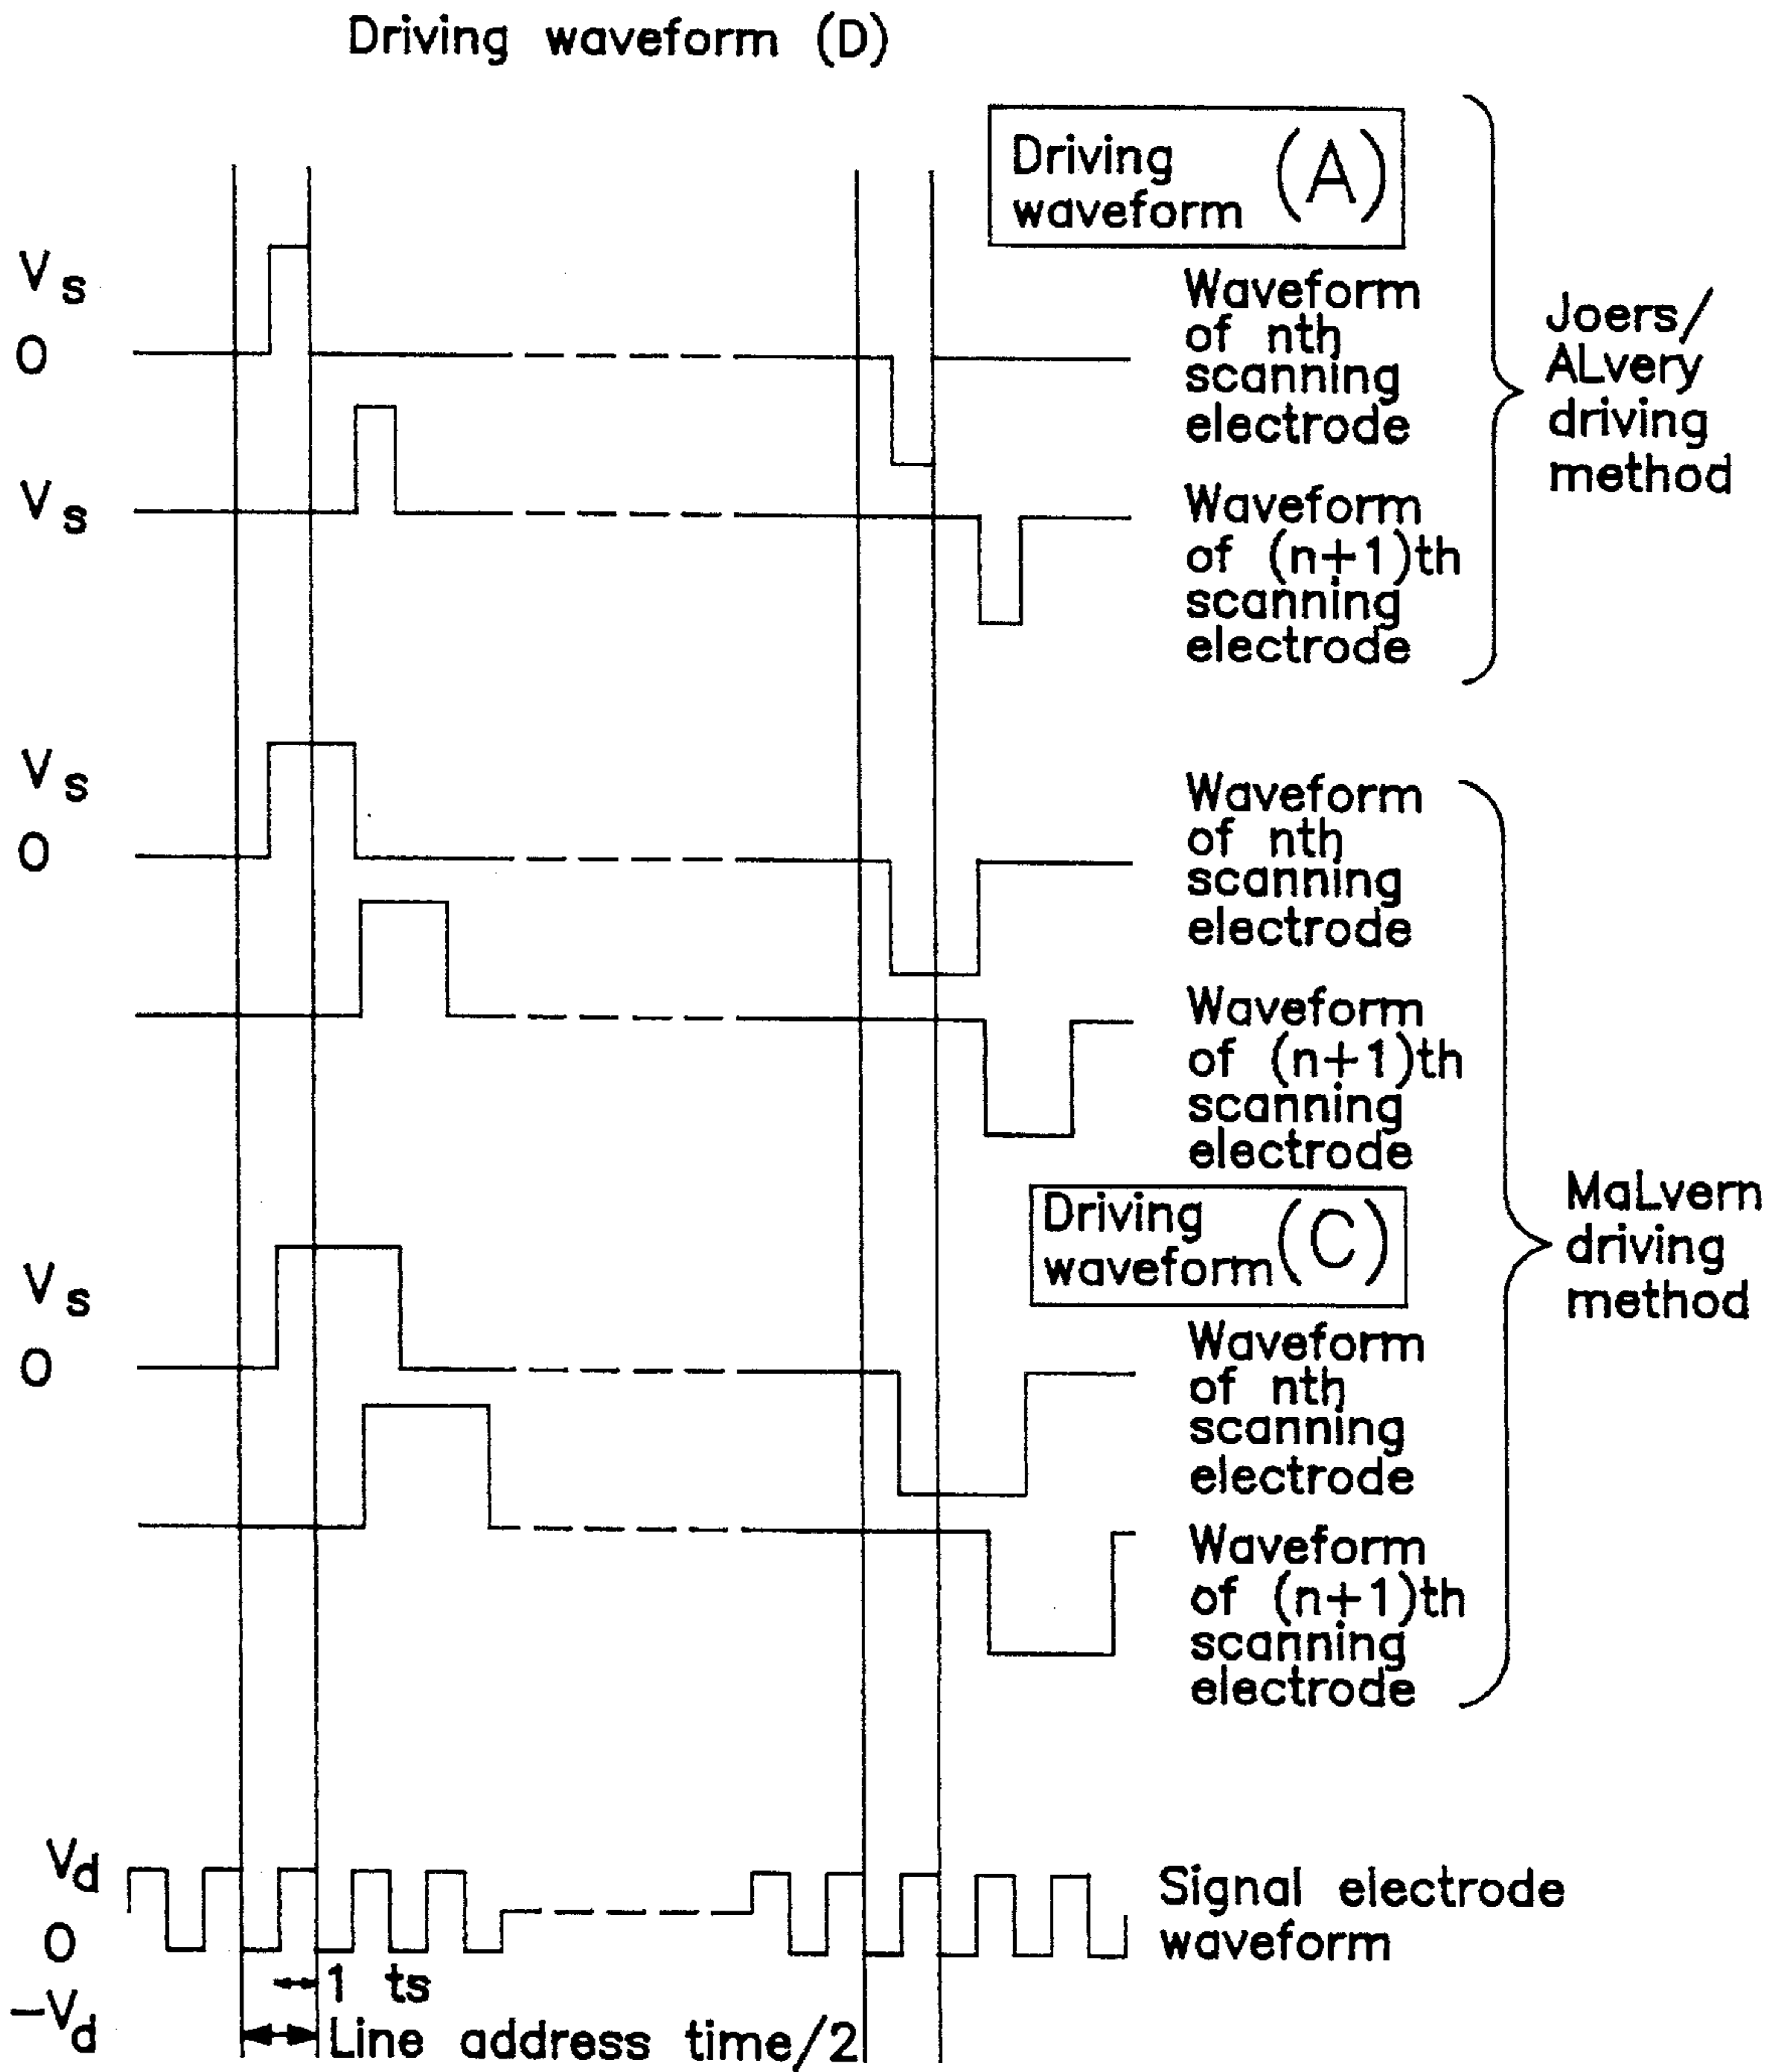 Driving waveform (D)
Driving
waveform (A)
Vs
0
Waveform
of nth
scanning
electrode
Joers/
ALvery
driving
method
Vs
Waveform
of (n+1)th
scanning
electrode
Vs
0
Waveform
of nth
scanning
electrode
Waveform
of (n+1)th
scanning
electrode
MaLvern
driving
method
Driving
waveform (C)
Vs
0
Waveform
of nth
scanning
electrode
Waveform
of (n+1)th
scanning
electrode
Vd
0
-Vd
Signal electrode
waveform
1 ts
Line address time/2